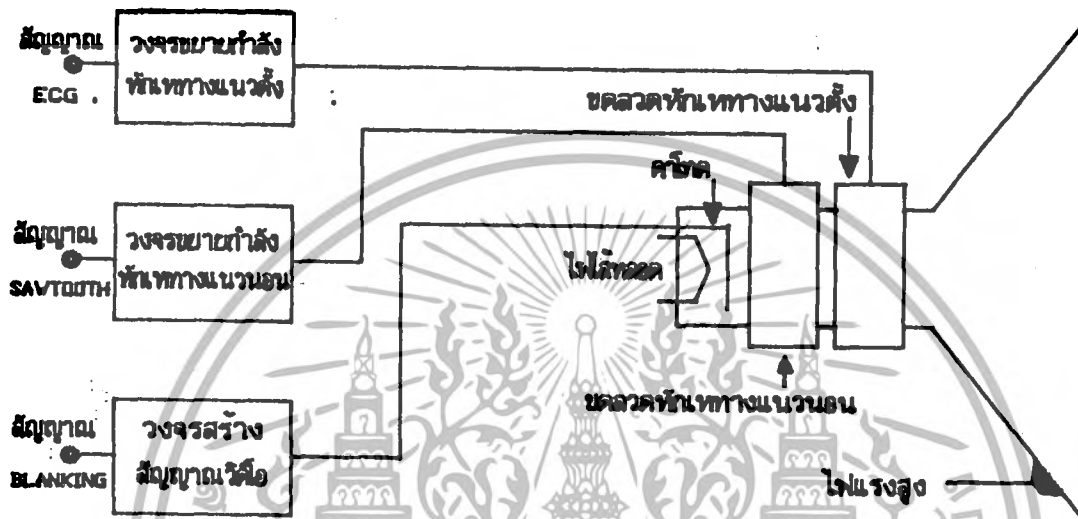 สัญญาณ
ECG .
วงจรขยายกำลัง
หักเหทางแนวตั้ง
ขดลวดหักเหทางแนวตั้ง
คาโทด
สัญญาณ
SAWTOOTH
วงจรขยายกำลัง
หักเหทางแนวนอน
ไฟไส้หลอด
ขดลวดหักเหทางแนวนอน
สัญญาณ
BLANKING
วงจรสร้าง
สัญญาณวิดีโอ
ไฟแรงสูง